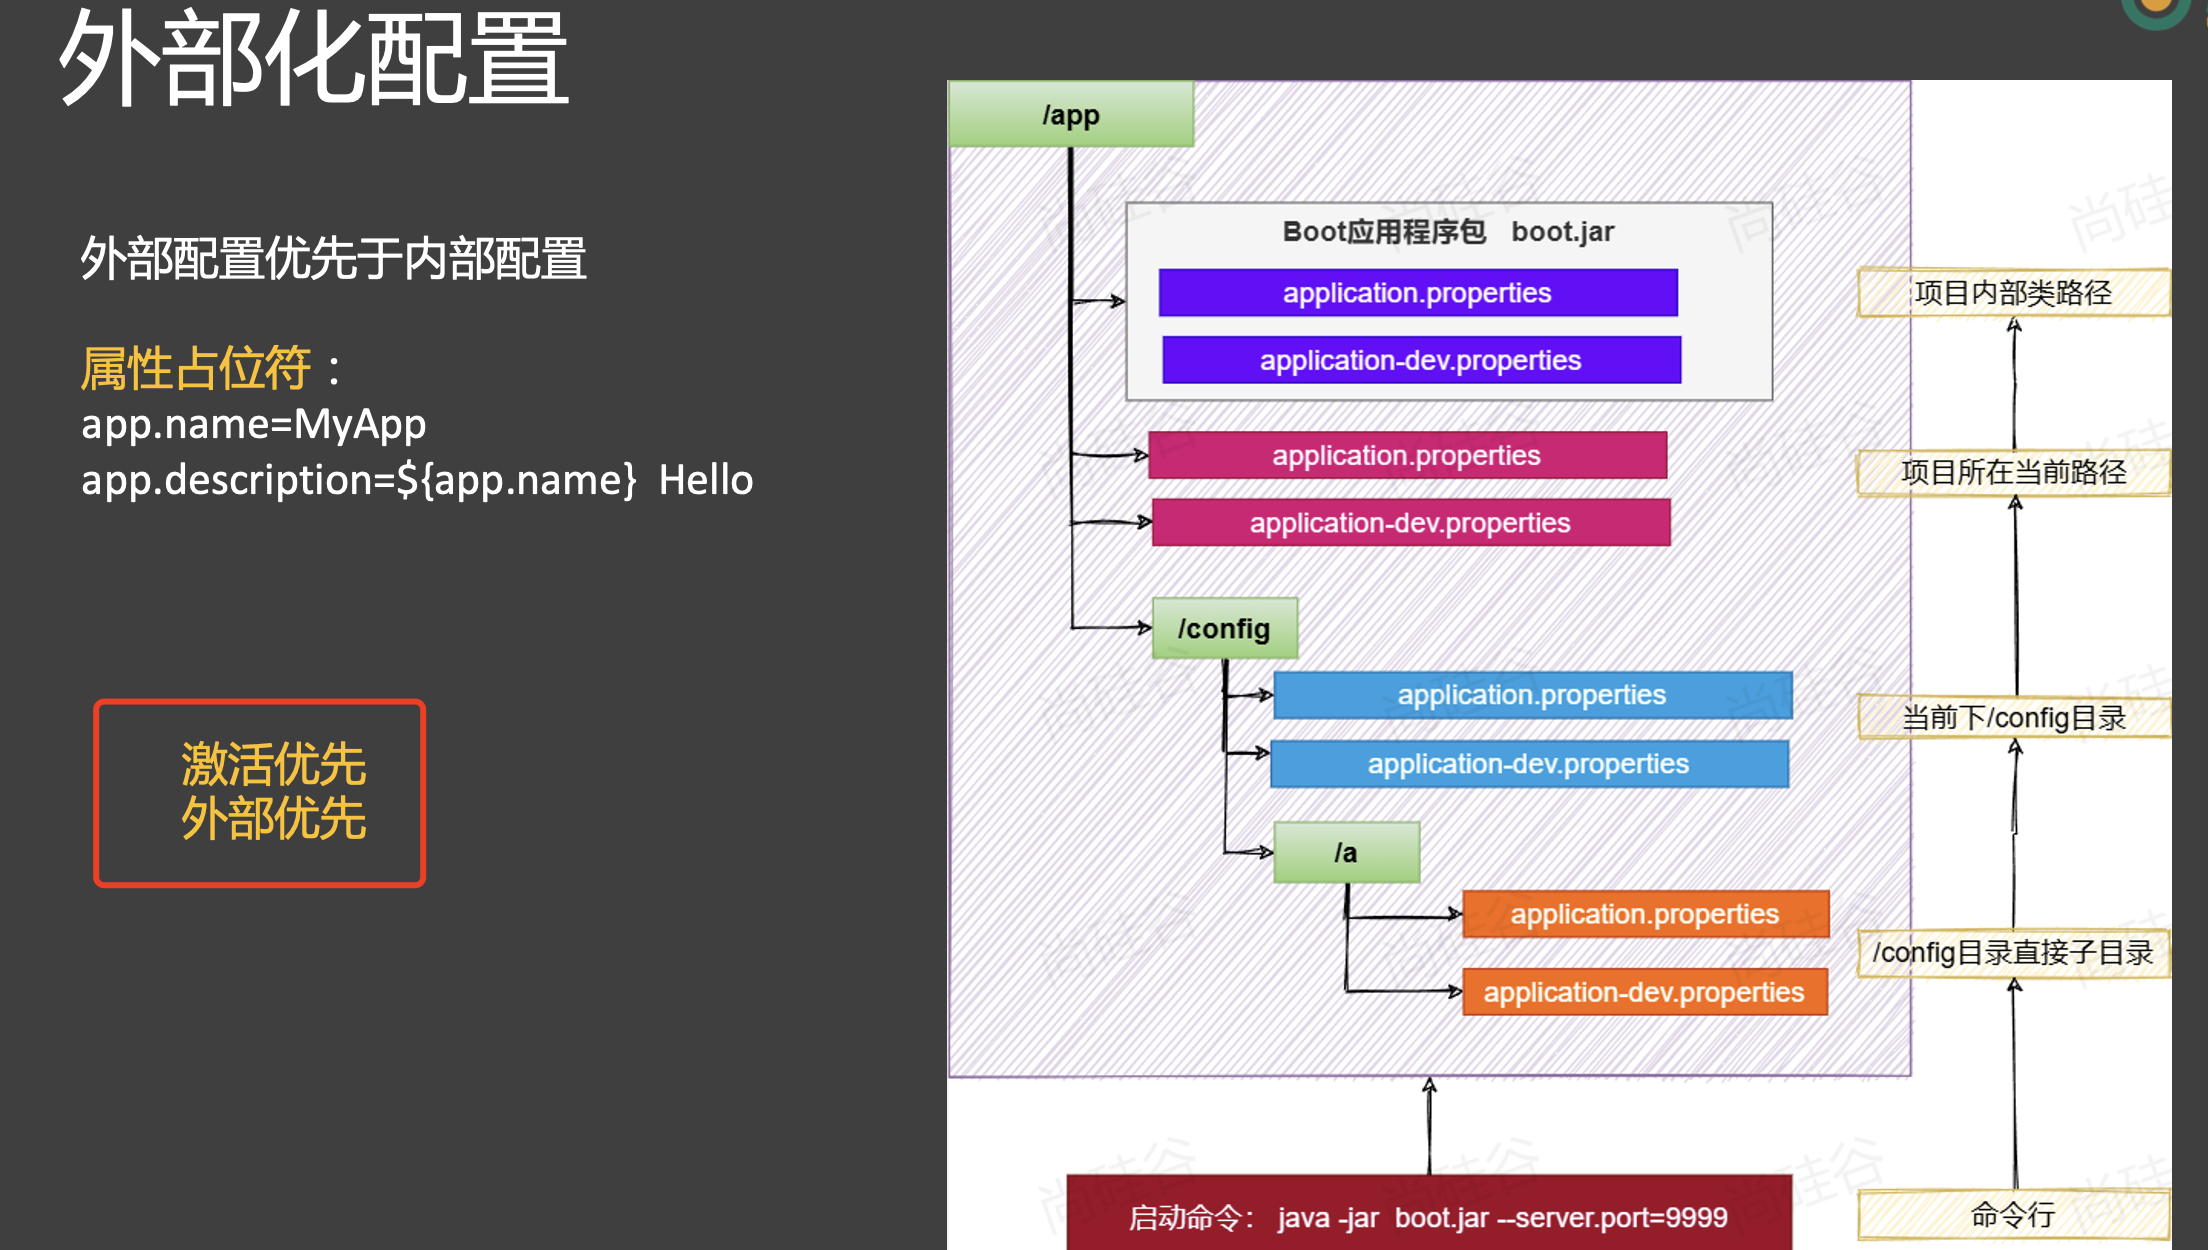 外部化配置
外部配置优先于内部配置
属性占位符：
app.name=MyApp
app.description=${app.name} Hello
激活优先
外部优先
/app
Boot应用程序包 boot.jar
application.properties
application-dev.properties
application.properties
application-dev.properties
/config
application.properties
application-dev.properties
/a
application.properties
application-dev.properties
启动命令： java -jar boot.jar --server.port=9999
项目内部类路径
项目所在当前路径
当前下/config目录
/config目录直接子目录
命令行
尚硅谷